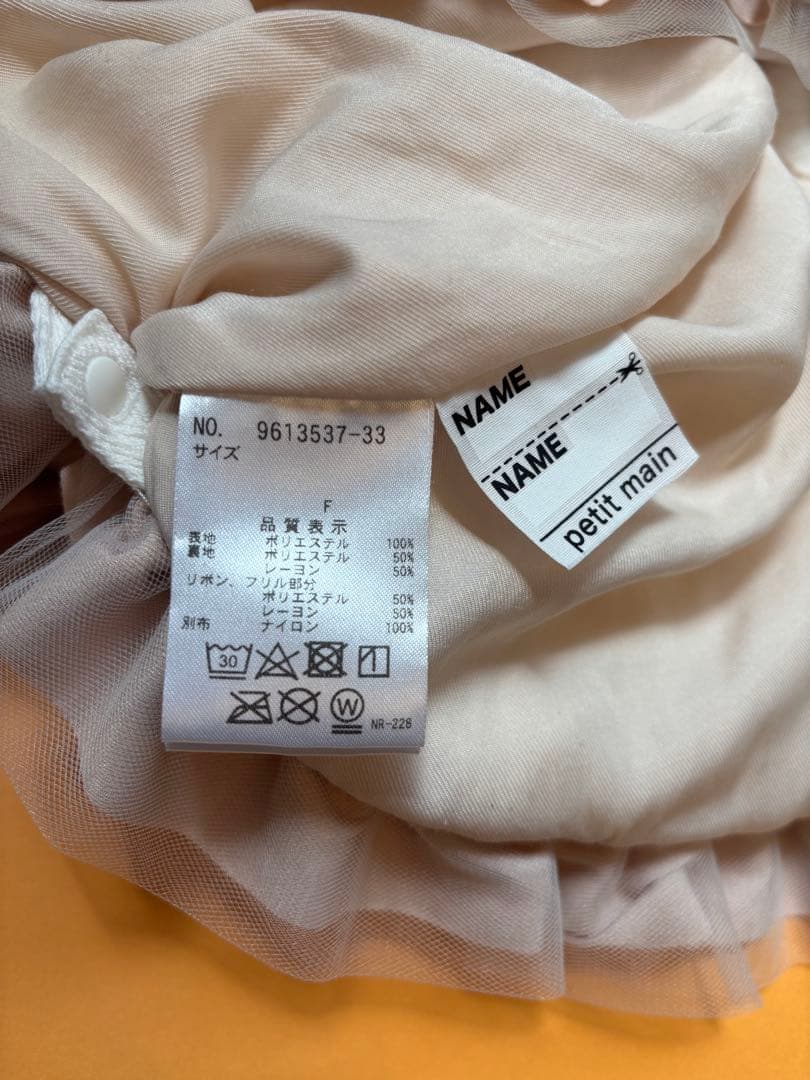 NO. 9613537-33
サイズ
F
品質表示
表地 ポリエステル 100%
裏地 ポリエステル 50%
レーヨン 50%
リボン、フリル部分
ポリエステル 50%
レーヨン 50%
別布 ナイロン 100%
30
W
NR-228
NAME
NAME
petit main